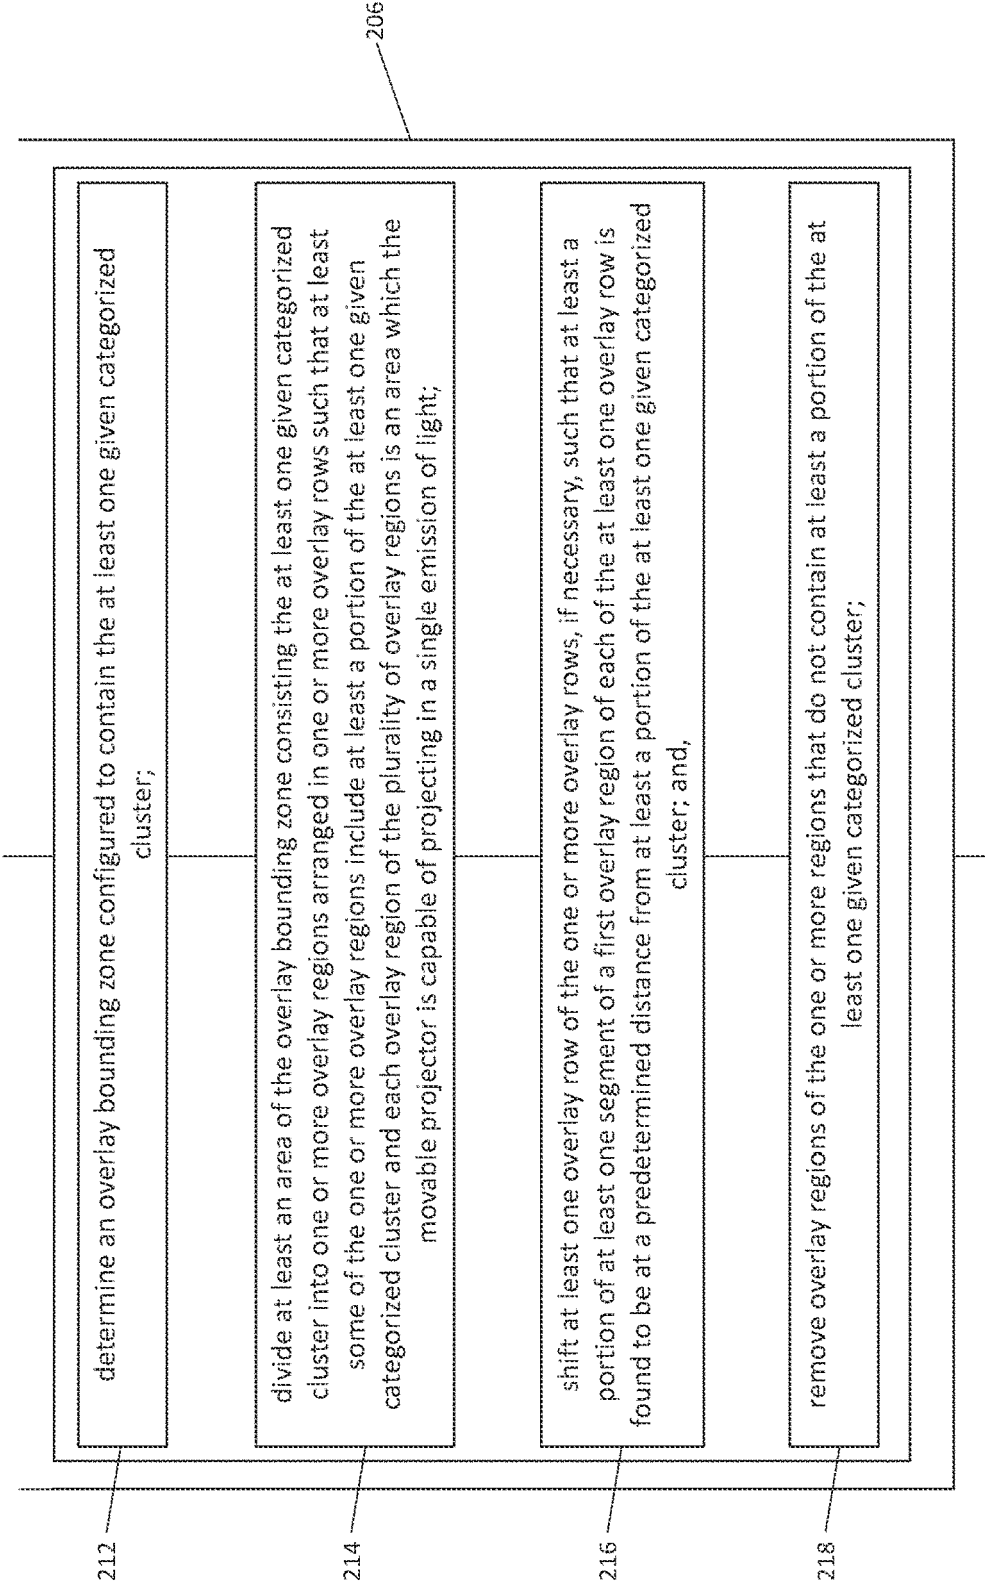 206
212
determine an overlay bounding zone configured to contain the at least one given categorized
cluster;
214
divide at least an area of the overlay bounding zone consisting the at least one given categorized
cluster into one or more overlay regions arranged in one or more overlay rows such that at least
some of the one or more overlay regions include at least a portion of the at least one given
categorized cluster and each overlay region of the plurality of overlay regions is an area which the
movable projector is capable of projecting in a single emission of light;
216
shift at least one overlay row of the one or more overlay rows, if necessary, such that at least a
portion of at least one segment of a first overlay region of each of the at least one overlay row is
found to be at a predetermined distance from at least a portion of the at least one given categorized
cluster; and,
218
remove overlay regions of the one or more regions that do not contain at least a portion of the at
least one given categorized cluster;